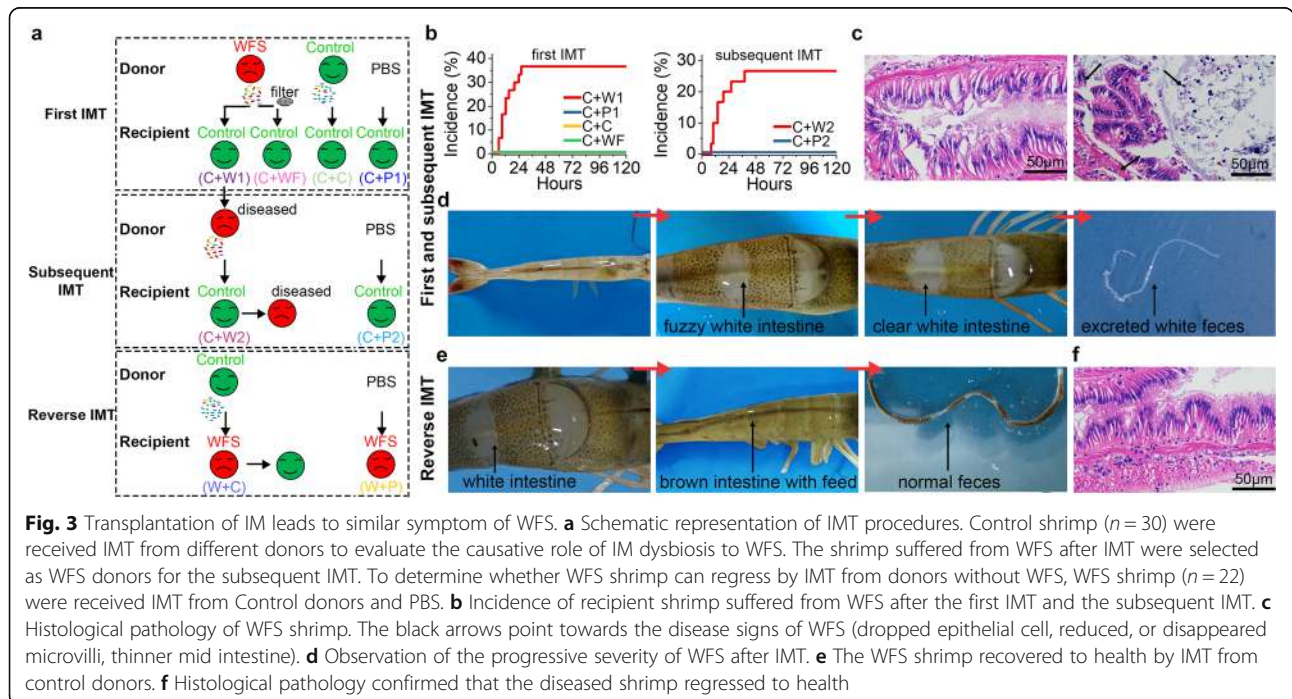 a
WFS Control
Donor PBS
filter
First IMT
Recipient Control Control Control Control
(C+W1) (C+WF) (C+C) (C+P1)
diseased
Donor PBS
Subsequent IMT
Recipient Control diseased Control
(C+W2) (C+P2)
Control
Donor PBS
Reverse IMT
Recipient WFS WFS
(W+C) (W+P)
b
first IMT
Incidence (%)
40
30
20
10
0
C+W1
C+P1
C+C
C+WF
0 24 48 72 96 120
Hours
subsequent IMT
Incidence (%)
30
20
10
0
C+W2
C+P2
0 24 48 72 96 120
Hours
c
50μm 50μm
d
First and subsequent IMT
fuzzy white intestine clear white intestine excreted white feces
e
Reverse IMT
white intestine brown intestine with feed normal feces
f
50μm
Fig. 3 Transplantation of IM leads to similar symptom of WFS. a Schematic representation of IMT procedures. Control shrimp (n = 30) were
received IMT from different donors to evaluate the causative role of IM dysbiosis to WFS. The shrimp suffered from WFS after IMT were selected
as WFS donors for the subsequent IMT. To determine whether WFS shrimp can regress by IMT from donors without WFS, WFS shrimp (n = 22)
were received IMT from Control donors and PBS. b Incidence of recipient shrimp suffered from WFS after the first IMT and the subsequent IMT. c
Histological pathology of WFS shrimp. The black arrows point towards the disease signs of WFS (dropped epithelial cell, reduced, or disappeared
microvilli, thinner mid intestine). d Observation of the progressive severity of WFS after IMT. e The WFS shrimp recovered to health by IMT from
control donors. f Histological pathology confirmed that the diseased shrimp regressed to health